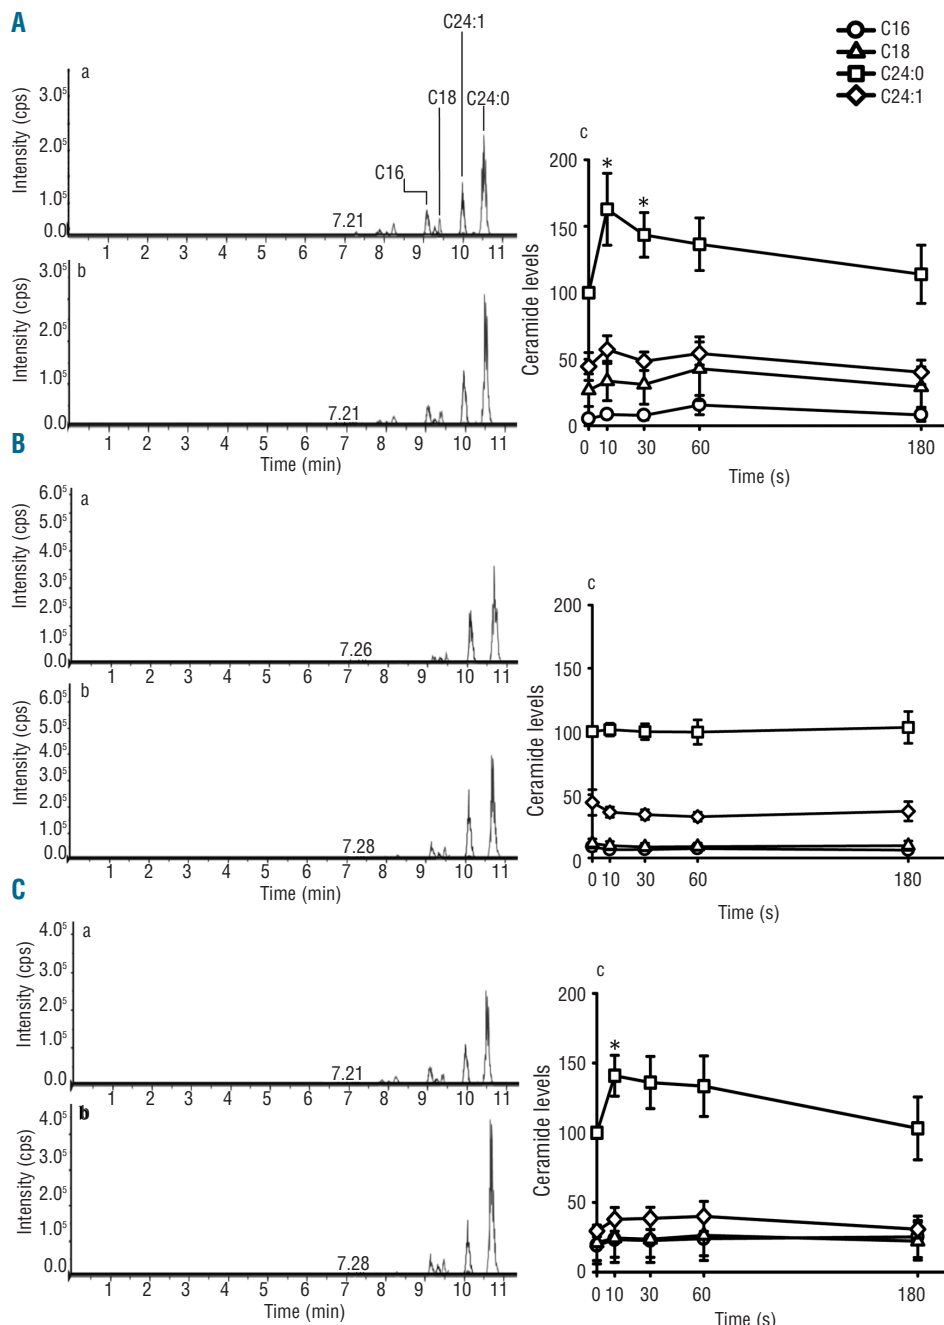 A
C24:1
C16
C18
C24:0
C24:1
a
C18
C24:0
C16
7.21
Intensity (cps)
3.0⁵
2.0⁵
1.0⁵
0.0
1 2 3 4 5 6 7 8 9 10 11
b
7.21
Intensity (cps)
3.0⁵
2.0⁵
1.0⁵
0.0
1 2 3 4 5 6 7 8 9 10 11
Time (min)
c
* *
Ceramide levels
200
150
100
50
0
0 10 30 60 180
Time (s)
B
a
7.26
Intensity (cps)
6.0⁵
5.0⁵
4.0⁵
3.0⁵
2.0⁵
1.0⁵
0.0
1 2 3 4 5 6 7 8 9 10 11
b
7.28
Intensity (cps)
6.0⁵
5.0⁵
4.0⁵
3.0⁵
2.0⁵
1.0⁵
0.0
1 2 3 4 5 6 7 8 9 10 11
Time (min)
c
Ceramide levels
200
150
100
50
0
0 10 30 60 180
Time (s)
C
a
7.21
Intensity (cps)
4.0⁵
3.0⁵
2.0⁵
1.0⁵
0.0
1 2 3 4 5 6 7 8 9 10 11
b
7.28
Intensity (cps)
4.0⁵
3.0⁵
2.0⁵
1.0⁵
0.0
1 2 3 4 5 6 7 8 9 10 11
Time (min)
c
*
Ceramide levels
200
150
100
50
0
0 10 30 60 180
Time (s)